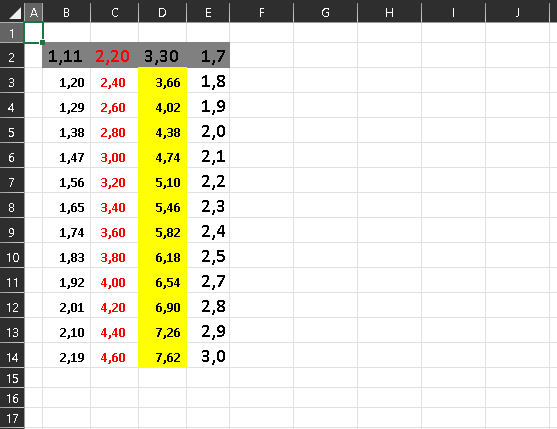 A B C D E F G H I J
1
2 1,11 2,20 3,30 1,7
3 1,20 2,40 3,66 1,8
4 1,29 2,60 4,02 1,9
5 1,38 2,80 4,38 2,0
6 1,47 3,00 4,74 2,1
7 1,56 3,20 5,10 2,2
8 1,65 3,40 5,46 2,3
9 1,74 3,60 5,82 2,4
10 1,83 3,80 6,18 2,5
11 1,92 4,00 6,54 2,7
12 2,01 4,20 6,90 2,8
13 2,10 4,40 7,26 2,9
14 2,19 4,60 7,62 3,0
15
16
17